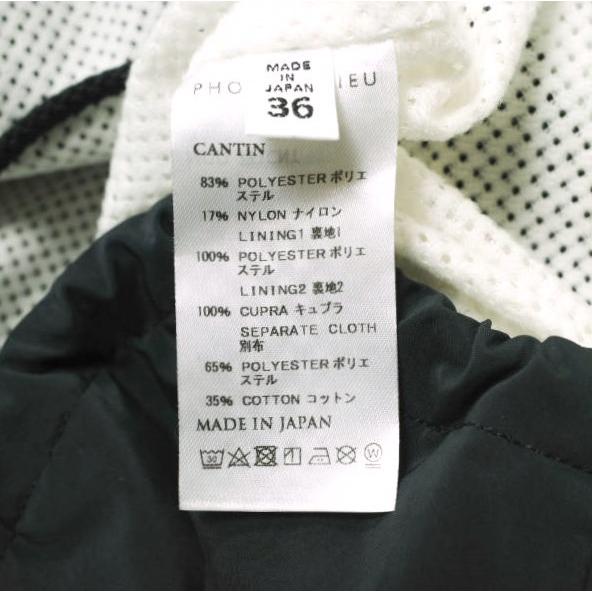 MADE
IN
JAPAN
36
PHO IEU
CANTIN
83% POLYESTER ポリエ
ステル
17% NYLON ナイロン
LINING1 裏地1
100% POLYESTER ポリエ
ステル
LINING2 裏地2
100% CUPRA キュプラ
SEPARATE CLOTH
別布
65% POLYESTER ポリエ
ステル
35% COTTON コットン
MADE IN JAPAN
30
W